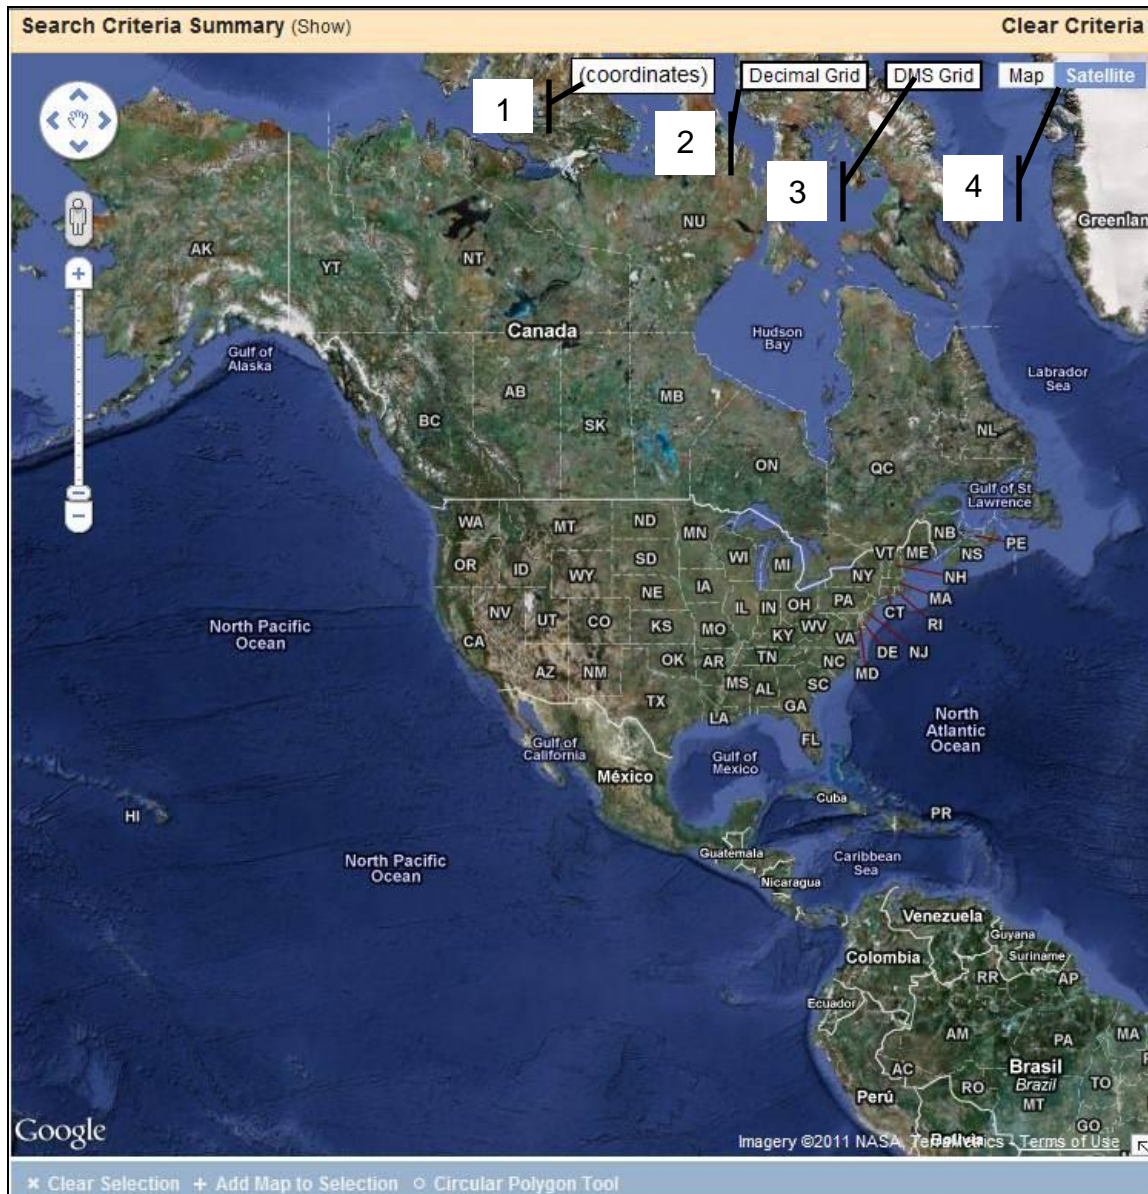 Search Criteria Summary (Show) Clear Criteria
(coordinates) Decimal Grid DMS Grid Map Satellite
1
2
3
4
NU
Greenlan
AK
YT
NT
Canada
Hudson
Bay
Gulf of
Alaska
Labrador
Sea
AB
MB
BC
SK
NL
ON
QC
Gulf of St
Lawrence
WA
MT
ND
MN
NB
PE
OR
ID
SD
WI
MI
VT
ME
NS
WY
NE
IA
NY
NH
NV
UT
CO
IL
IN
OH
PA
MA
CT
RI
North Pacific
Ocean
CA
KS
MO
KY
WV
VA
DE
NJ
AZ
NM
OK
AR
TN
NC
MD
MS
AL
SC
TX
LA
GA
FL
North
Atlantic
Ocean
Gulf of
California
Gulf of
Mexico
México
HI
Cuba
PR
North Pacific
Ocean
Guatemala
Caribbean
Sea
Nicaragua
Venezuela
Guyana
Colombia
Suriname
RR
AP
Ecuador
AM
PA
MA
AC
Brasil
Brazil
Perú
RO
TO
MT
GO
Google
Bolivia
Imagery ©2011 NASA, TerraMetrics - Terms of Use
Clear Selection + Add Map to Selection Circular Polygon Tool